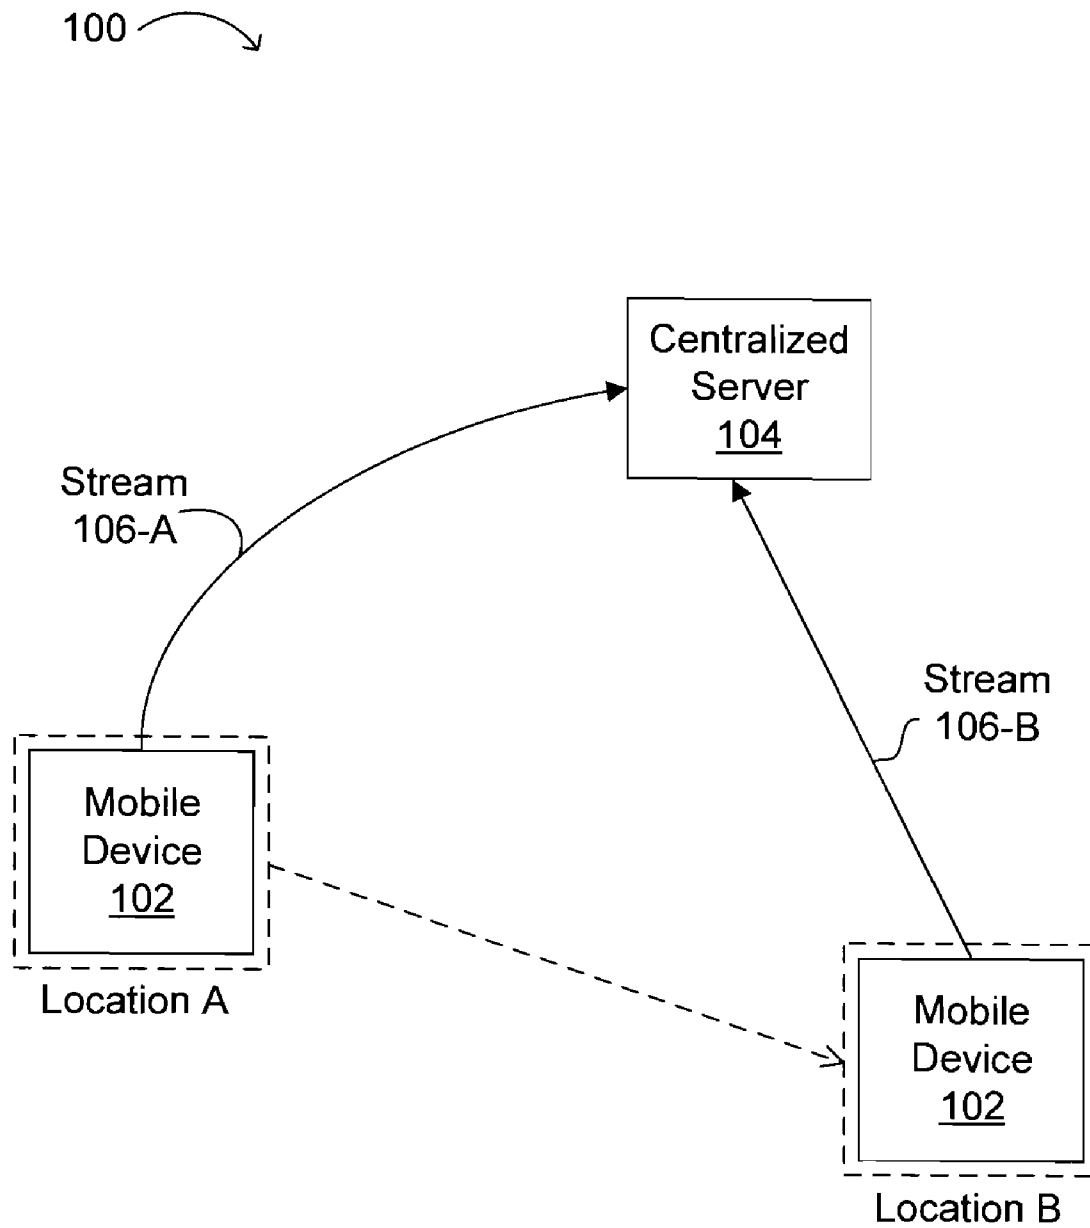 100
Centralized
Server
104
Stream
106-A
Stream
106-B
Mobile
Device
102
Location A
Mobile
Device
102
Location B